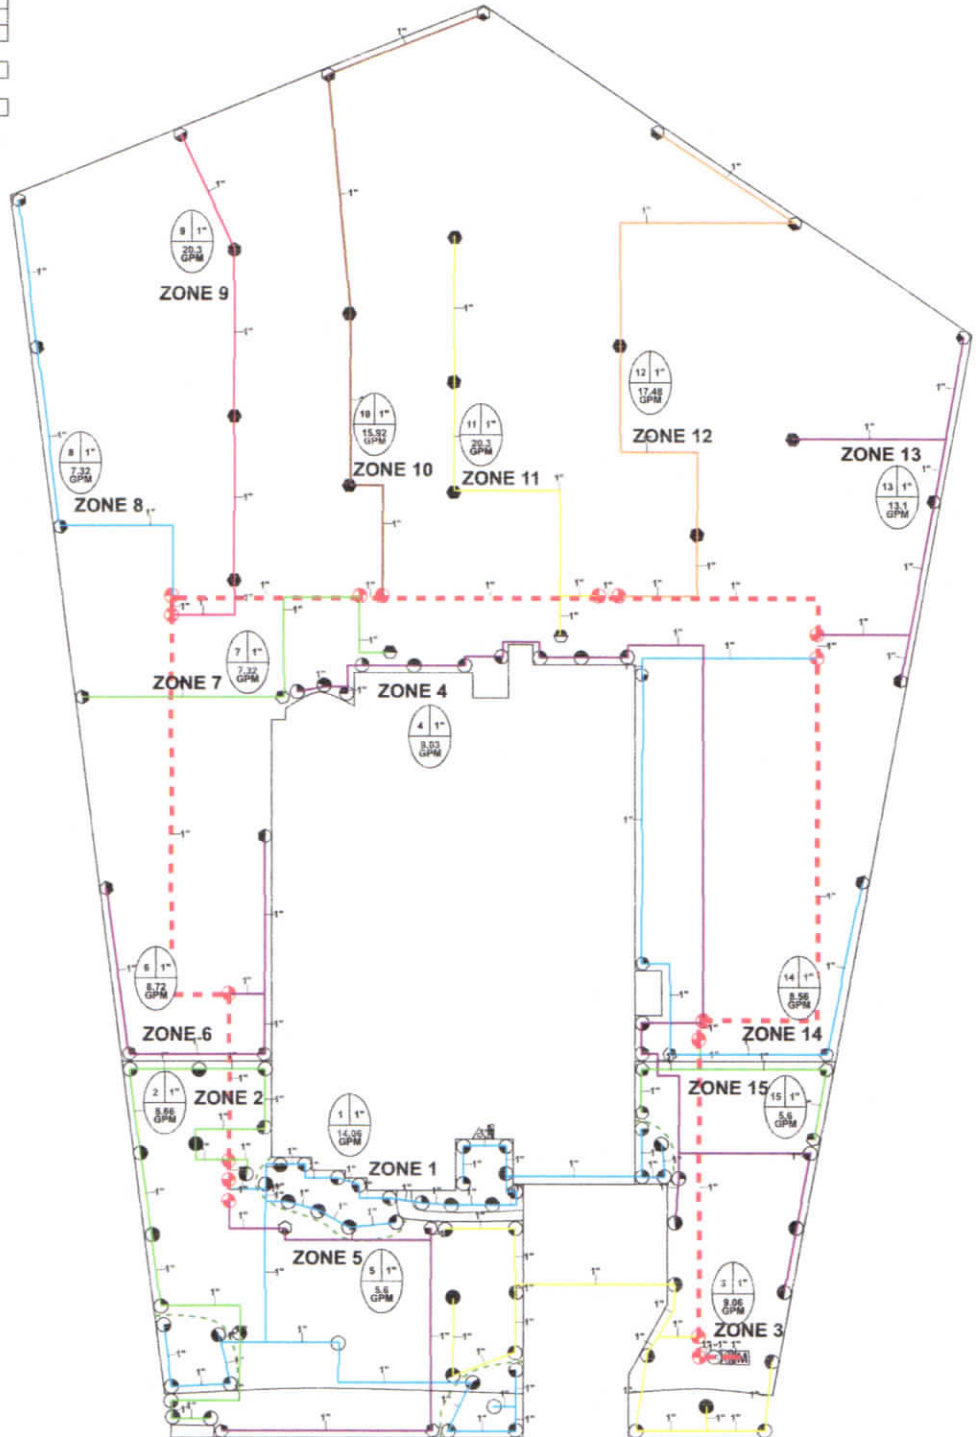 9 1"
20.3
GPM
ZONE 9
12 1"
17.48
GPM
10 1"
15.92
GPM
11 1"
20.3
GPM
ZONE 12
8 1"
7.32
GPM
ZONE 10
ZONE 11
ZONE 13
13 1"
13.1
GPM
ZONE 8
7 1"
7.32
GPM
ZONE 7
ZONE 4
4 1"
9.03
GPM
6 1"
8.72
GPM
14 1"
8.56
GPM
ZONE 6
ZONE 14
2 1"
GPM
ZONE 2
ZONE 15
15 1"
5.6
GPM
1 1"
14.06
GPM
ZONE 1
ZONE 5
5 1"
5.6
GPM
3 1"
9.06
GPM
ZONE 3